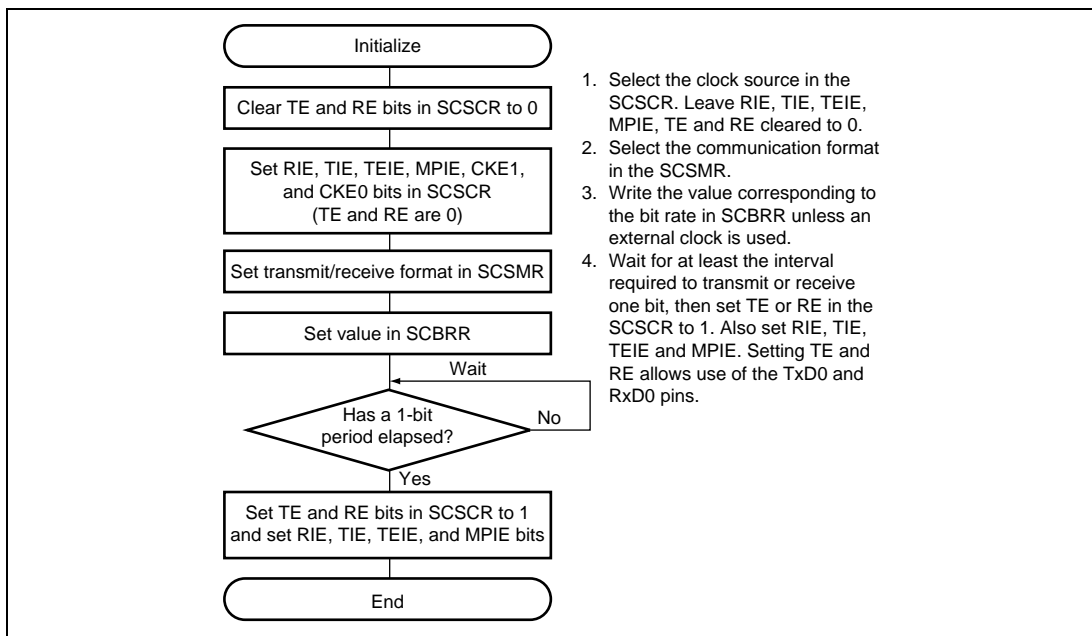 Initialize
Clear TE and RE bits in SCSCR to 0
Set RIE, TIE, TEIE, MPIE, CKE1,
and CKE0 bits in SCSCR
(TE and RE are 0)
Set transmit/receive format in SCSMR
Set value in SCBRR
Wait
Has a 1-bit
period elapsed?
No
Yes
Set TE and RE bits in SCSCR to 1
and set RIE, TIE, TEIE, and MPIE bits
End
1. Select the clock source in the
SCSCR. Leave RIE, TIE, TEIE,
MPIE, TE and RE cleared to 0.
2. Select the communication format
in the SCSMR.
3. Write the value corresponding to
the bit rate in SCBRR unless an
external clock is used.
4. Wait for at least the interval
required to transmit or receive
one bit, then set TE or RE in the
SCSCR to 1. Also set RIE, TIE,
TEIE and MPIE. Setting TE and
RE allows use of the TxD0 and
RxD0 pins.